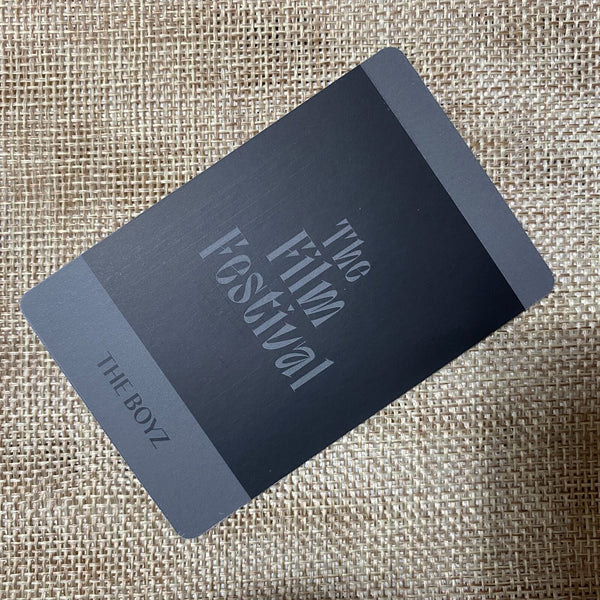 The
Film
Festival
THE BOYZ